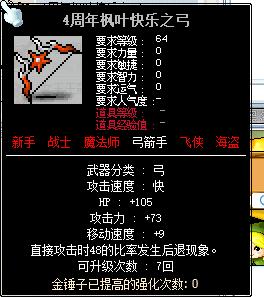 4周年枫叶快乐之弓
要求等级 : 64
要求力量 : 0
要求敏捷 : 0
要求智力 : 0
要求运气 : 0
要求人气度 : -
道具等级 : -
道具经验值 : -
新手 战士 魔法师 弓箭手 飞侠 海盗
武器分类 : 弓
攻击速度 : 快
HP : +105
攻击力 : +73
移动速度 : +9
直接攻击时48的比率发生后退现象。
可升级次数 : 7回
金锤子已提高的强化次数: 0